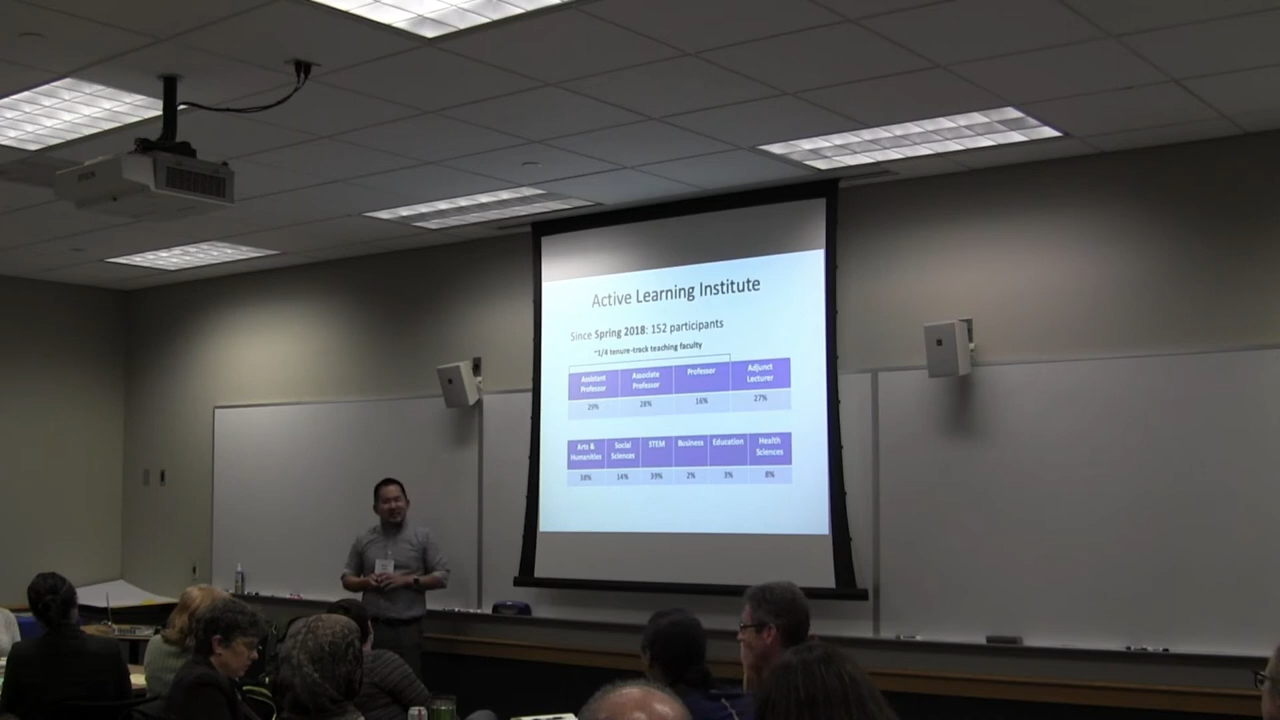 Active Learning Institute
Since Spring 2018: 152 participants
~1/4 tenure-track teaching faculty
Assistant Professor Associate Professor Professor Adjunct Lecturer
29% 28% 16% 27%
Arts & Humanities Social Sciences STEM Business Education Health Sciences
14% 39% 2% 3% 8%
EPSON